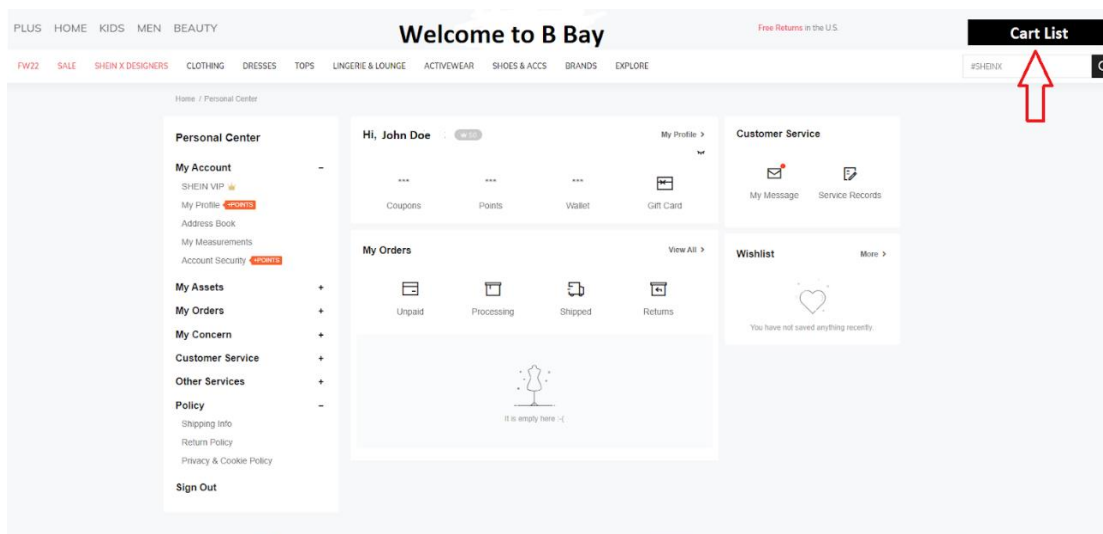 PLUS HOME KIDS MEN BEAUTY
Welcome to B Bay
Free Returns in the U.S.
Cart List
FW22 SALE SHEIN X DESIGNERS CLOTHING DRESSES TOPS LINGERIE & LOUNGE ACTIVEWEAR SHOES & ACCS BRANDS EXPLORE
#SHEINX
Home / Personal Center
Personal Center
My Account -
SHEIN VIP
My Profile +POINTS
Address Book
My Measurements
Account Security +POINTS
My Assets +
My Orders +
My Concern +
Customer Service +
Other Services +
Policy -
Shipping Info
Return Policy
Privacy & Cookie Policy
Sign Out
Hi, John Doe
My Profile >
--- --- ---
Coupons Points Wallet Gift Card
My Orders View All >
Unpaid Processing Shipped Returns
It is empty here :-(
Customer Service
My Message Service Records
Wishlist More >
You have not saved anything recently.